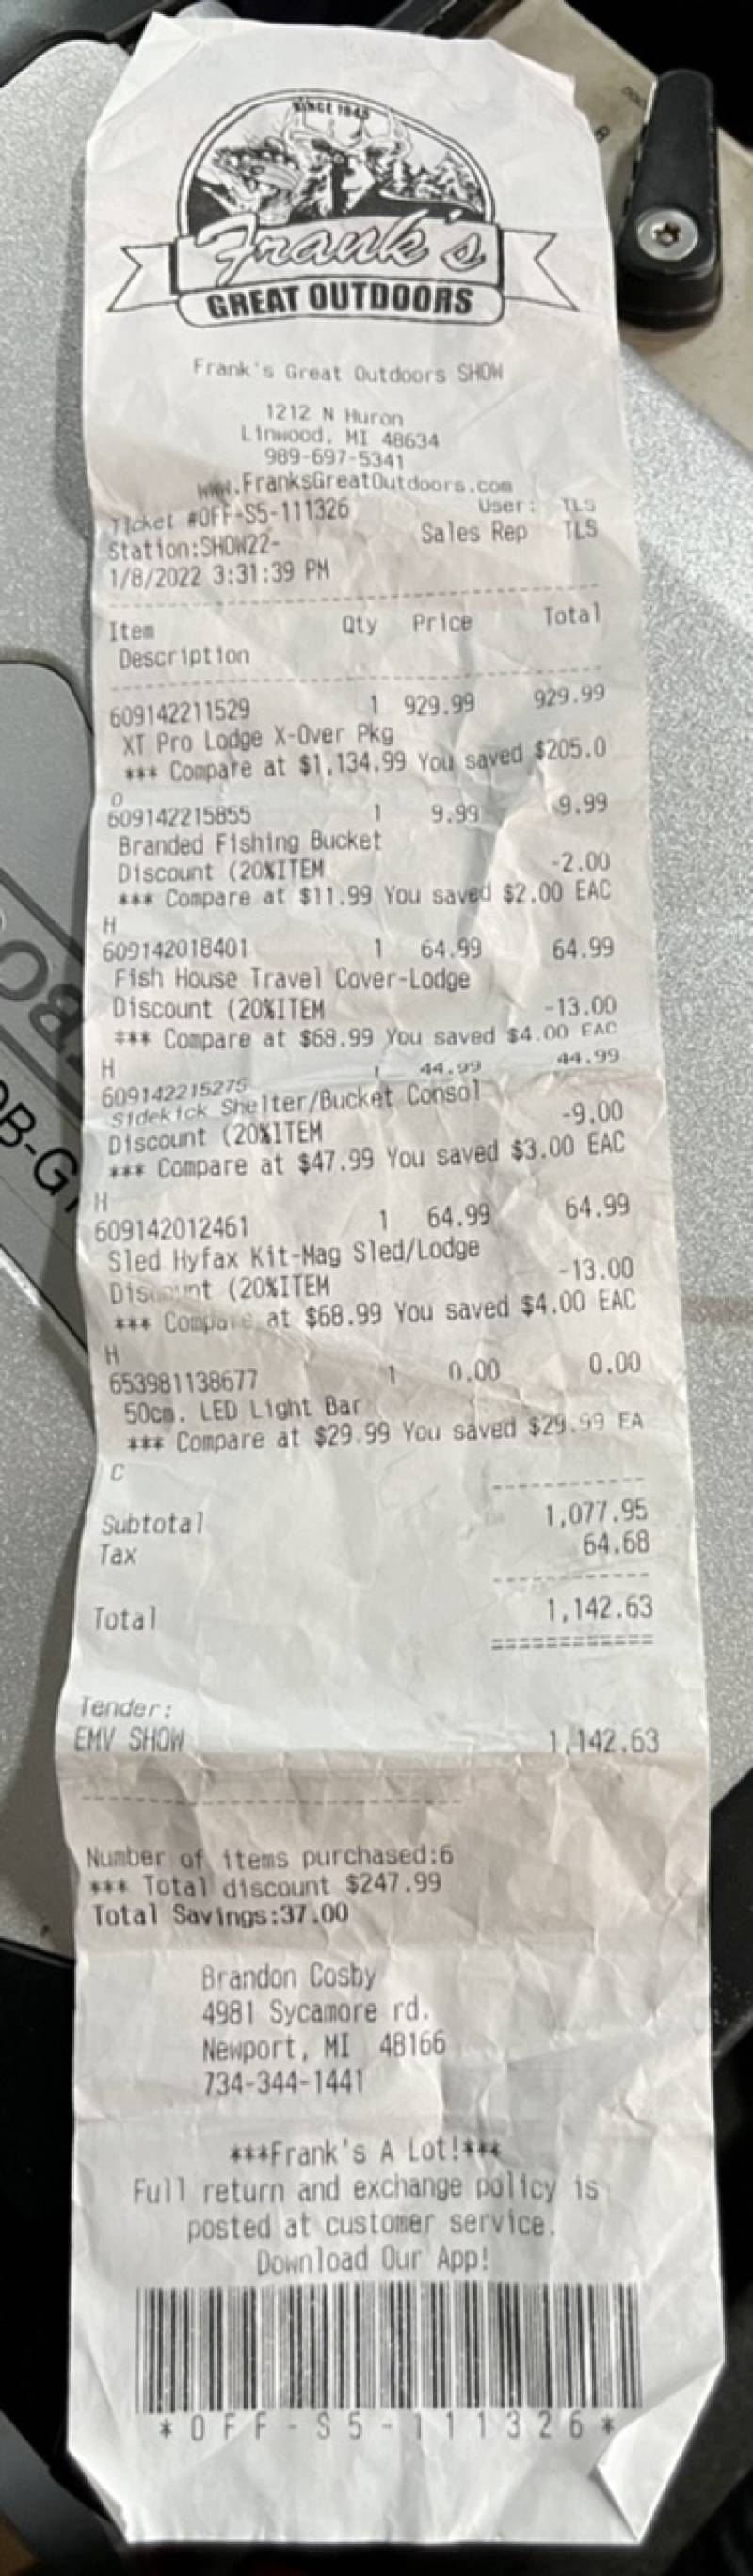 SINCE 1945
Frank's
GREAT OUTDOORS
Frank's Great Outdoors SHOW
1212 N Huron
Linwood, MI 48634
989-697-5341
www.FranksGreatOutdoors.com
Ticket #OFF-S5-111326 User: TLS
Station:SHOW22- Sales Rep TLS
1/8/2022 3:31:39 PM
Item Qty Price Total
Description
609142211529 1 929.99 929.99
XT Pro Lodge X-Over Pkg
*** Compare at $1,134.99 You saved $205.0
0
609142215855 1 9.99 9.99
Branded Fishing Bucket
Discount (20%ITEM -2.00
*** Compare at $11.99 You saved $2.00 EAC
H
609142018401 1 64.99 64.99
Fish House Travel Cover-Lodge
Discount (20%ITEM -13.00
*** Compare at $68.99 You saved $4.00 EAC
H
609142215275 1 44.99 44.99
Sidekick Shelter/Bucket Consol
Discount (20%ITEM -9.00
*** Compare at $47.99 You saved $3.00 EAC
H
609142012461 1 64.99 64.99
Sled Hyfax Kit-Mag Sled/Lodge
Discount (20%ITEM -13.00
*** Compare at $68.99 You saved $4.00 EAC
H
653981138677 1 0.00 0.00
50cm. LED Light Bar
*** Compare at $29.99 You saved $29.99 EA
C
Subtotal 1,077.95
Tax 64.68
Total 1,142.63
Tender:
EMV SHOW 1,142.63
Number of items purchased:6
*** Total discount $247.99
Total Savings:37.00
Brandon Cosby
4981 Sycamore rd.
Newport, MI 48166
734-344-1441
***Frank's A Lot!***
Full return and exchange policy is
posted at customer service.
Download Our App!
*OFF-S5-111326*